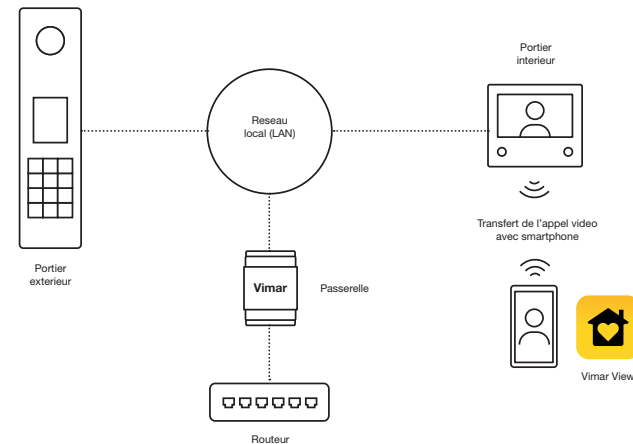 Portier
interieur
Reseau
local (LAN)
Transfert de l'appel video
avec smartphone
Portier
exterieur
Vimar
Passerelle
Vimar View
Routeur